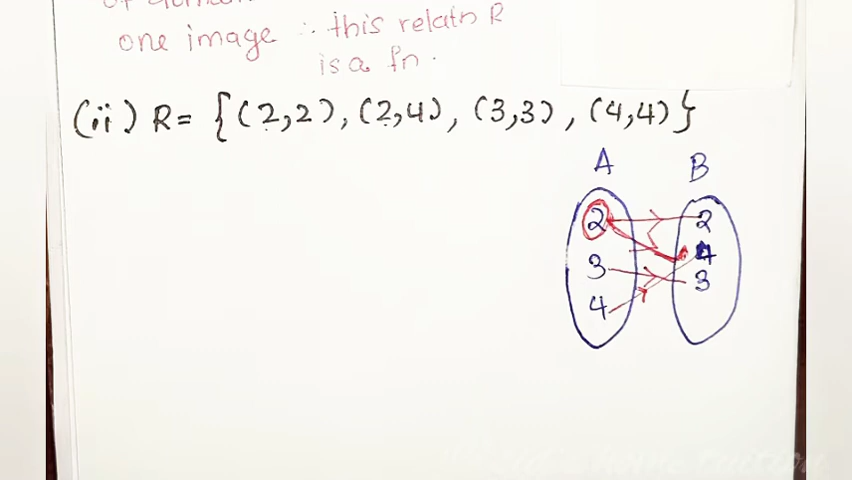 one image ∴ this relatn R
is a fn.
(ii) R = {(2,2), (2,4), (3,3), (4,4)}
A B
2 2
4
3 3
4